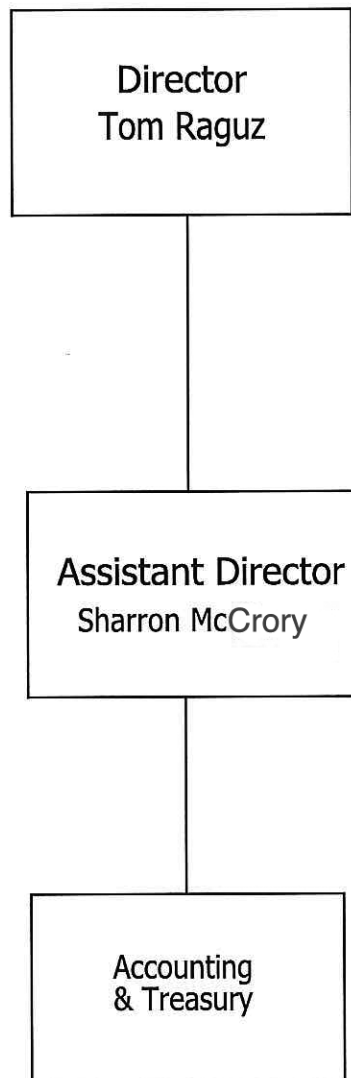 Director
Tom Raguz
Assistant Director
Sharron McCrory
Accounting
& Treasury